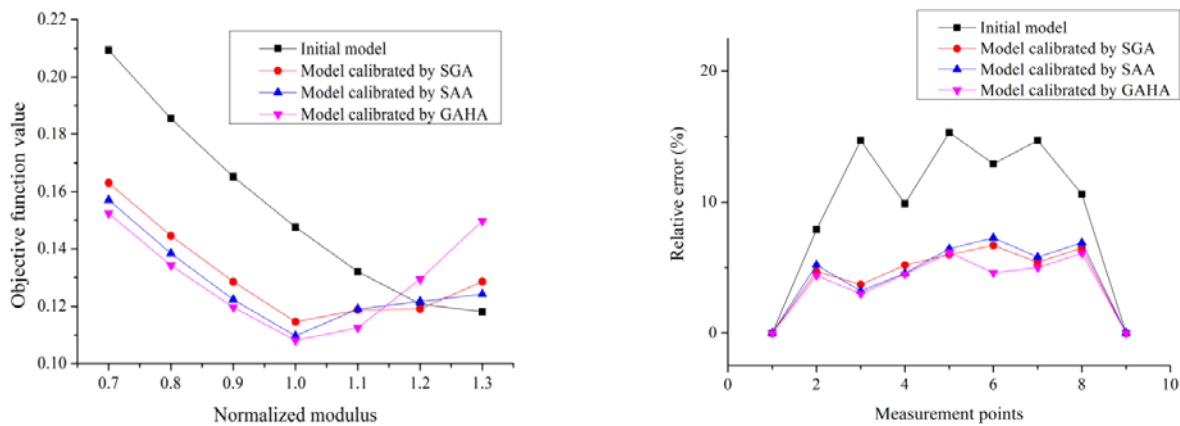 0.22
0.20
0.18
0.16
0.14
0.12
0.10
Objective function value
Initial model
Model calibrated by SGA
Model calibrated by SAA
Model calibrated by GAHA
0.7
0.8
0.9
1.0
1.1
1.2
1.3
Normalized modulus
20
10
0
Relative error (%)
Initial model
Model calibrated by SGA
Model calibrated by SAA
Model calibrated by GAHA
0
2
4
6
8
10
Measurement points